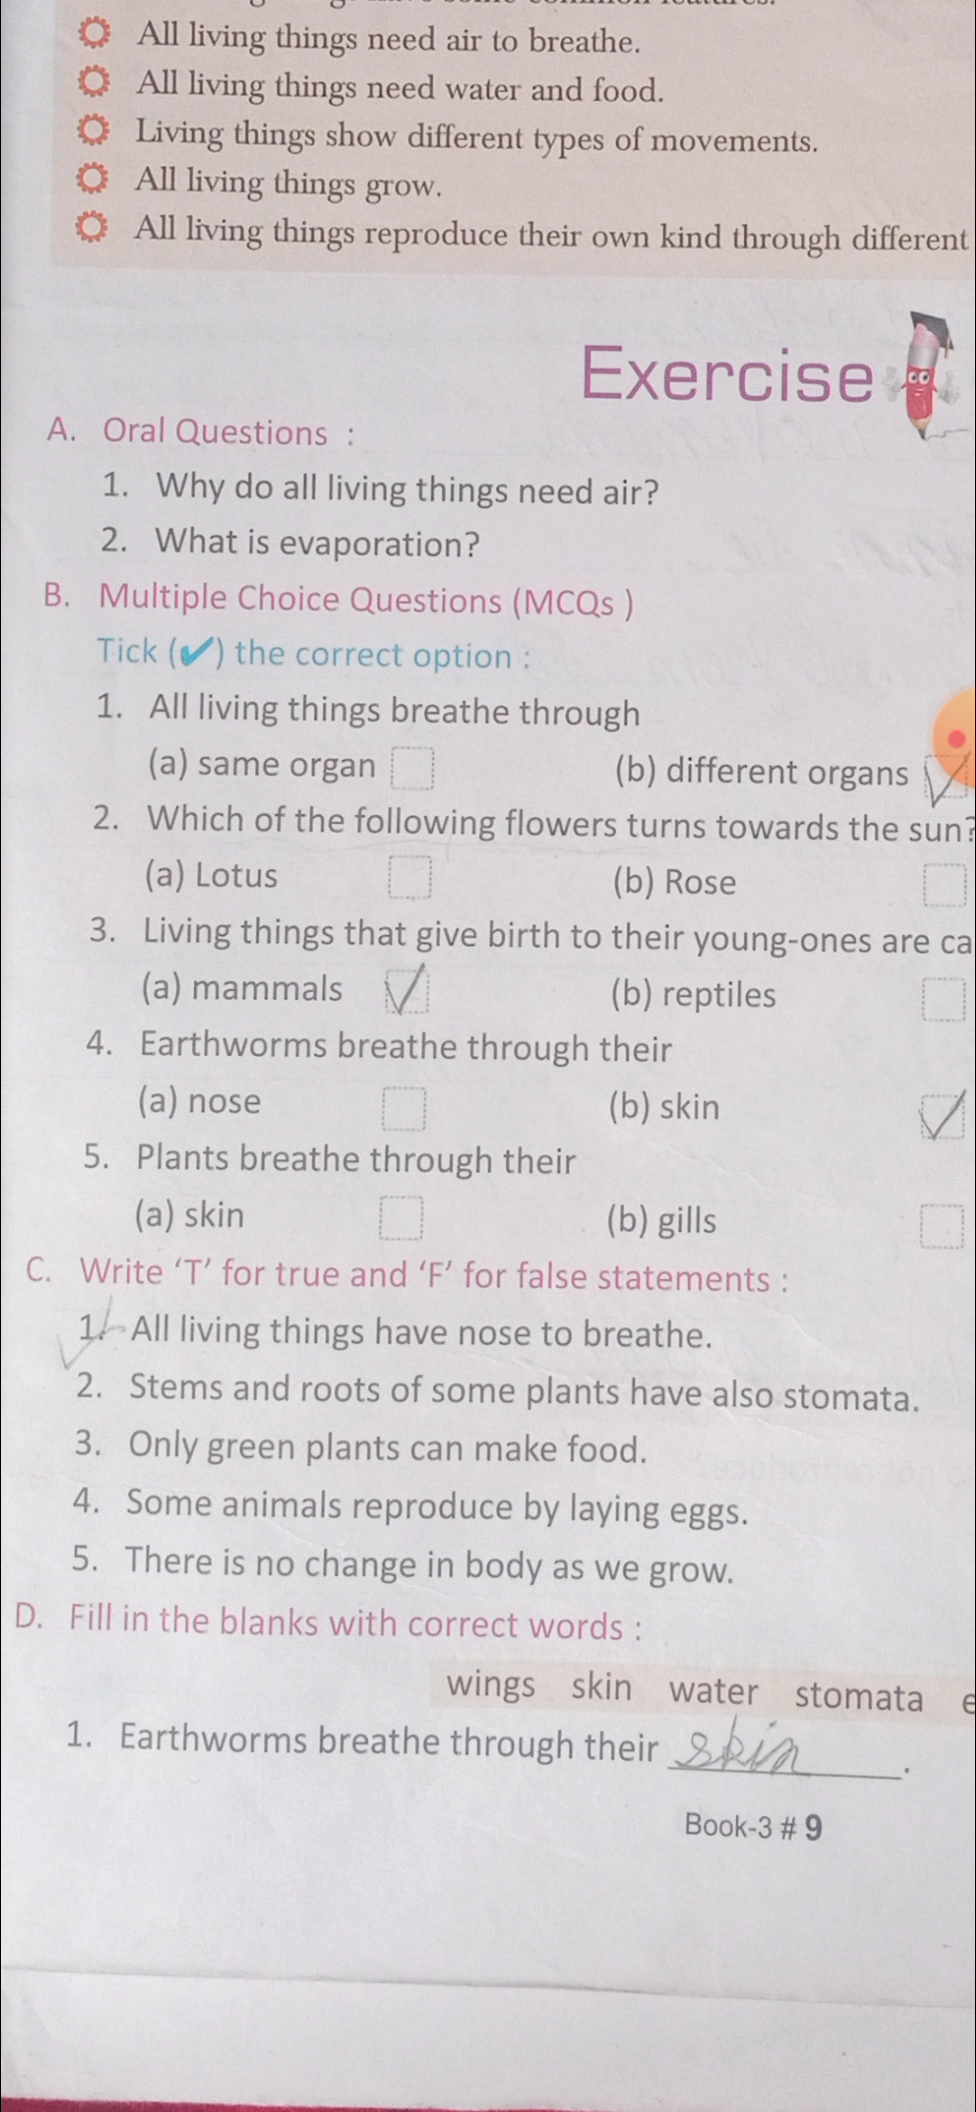 All living things need air to breathe.
All living things need water and food.
Living things show different types of movements.
All living things grow.
All living things reproduce their own kind through different
Exercise
A. Oral Questions :
1. Why do all living things need air?
2. What is evaporation?
B. Multiple Choice Questions (MCQs )
Tick (✔) the correct option :
1. All living things breathe through
(a) same organ (b) different organs
2. Which of the following flowers turns towards the sun?
(a) Lotus (b) Rose
3. Living things that give birth to their young-ones are ca
(a) mammals (b) reptiles
4. Earthworms breathe through their
(a) nose (b) skin
5. Plants breathe through their
(a) skin (b) gills
C. Write ‘T’ for true and ‘F’ for false statements :
1. All living things have nose to breathe.
2. Stems and roots of some plants have also stomata.
3. Only green plants can make food.
4. Some animals reproduce by laying eggs.
5. There is no change in body as we grow.
D. Fill in the blanks with correct words :
wings skin water stomata
1. Earthworms breathe through their skin.
Book-3 # 9